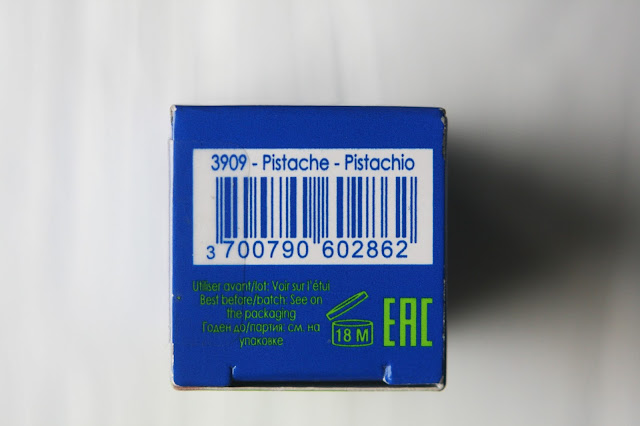 3909 - Pistache - Pistachio
3 700790 602862
Utiliser avant/lot: Voir sur l'étui
Best before/batch: See on
the packaging
Годен до/партия: см. на
упаковке
18 M
EAC